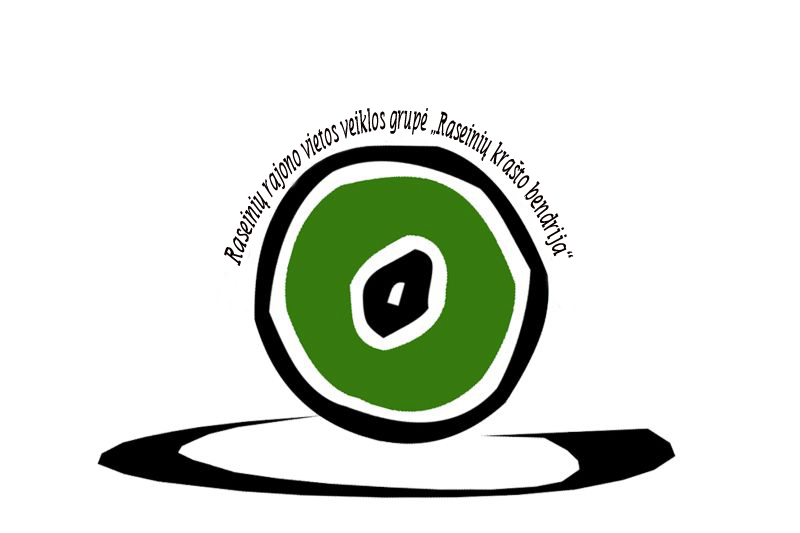 Raseinių rajono vietos veiklos grupė „Raseinių krašto bendrija“